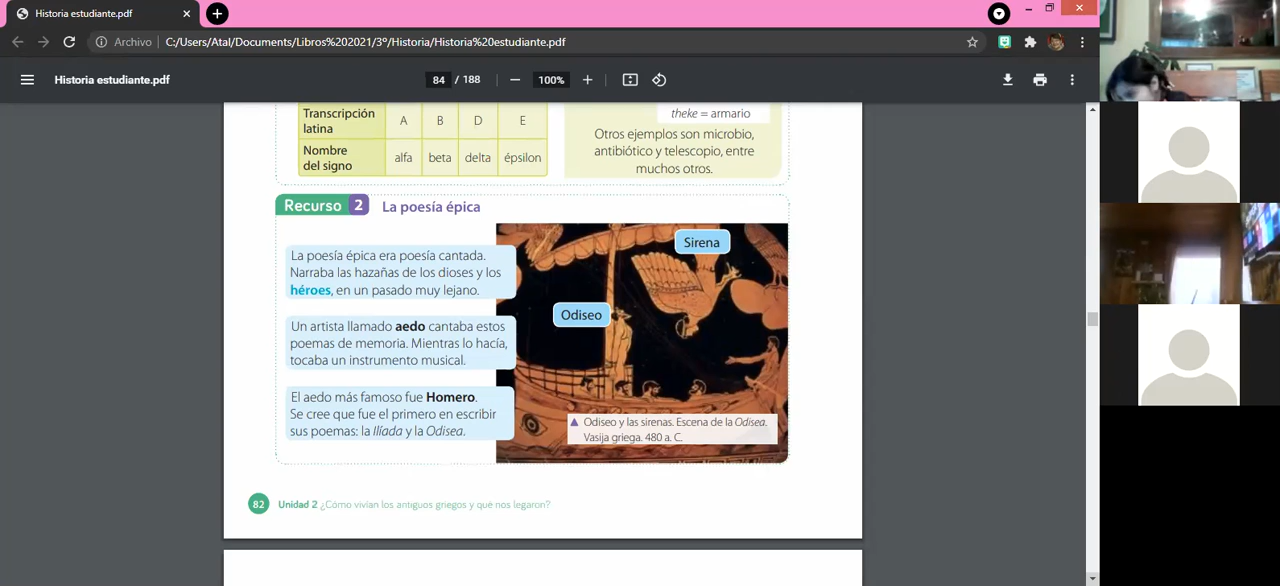 Historia estudiante.pdf
Archivo
C:/Users/Atal/Documents/Libros%202021/3º/Historia/Historia%20estudiante.pdf
Historia estudiante.pdf
84 / 188
100%
Transcripción latina
A B D E
Nombre del signo
alfa beta delta épsilon
theke = armario
Otros ejemplos son microbio,
antibiótico y telescopio, entre
muchos otros.
Recurso 2 La poesía épica
La poesía épica era poesía cantada.
Narraba las hazañas de los dioses y los
héroes, en un pasado muy lejano.
Un artista llamado aedo cantaba estos
poemas de memoria. Mientras lo hacía,
tocaba un instrumento musical.
El aedo más famoso fue Homero.
Se cree que fue el primero en escribir
sus poemas: la Ilíada y la Odisea.
Sirena
Odiseo
Odiseo y las sirenas. Escena de la Odisea.
Vasija griega. 480 a. C.
82 Unidad 2 ¿Cómo vivían los antiguos griegos y qué nos legaron?